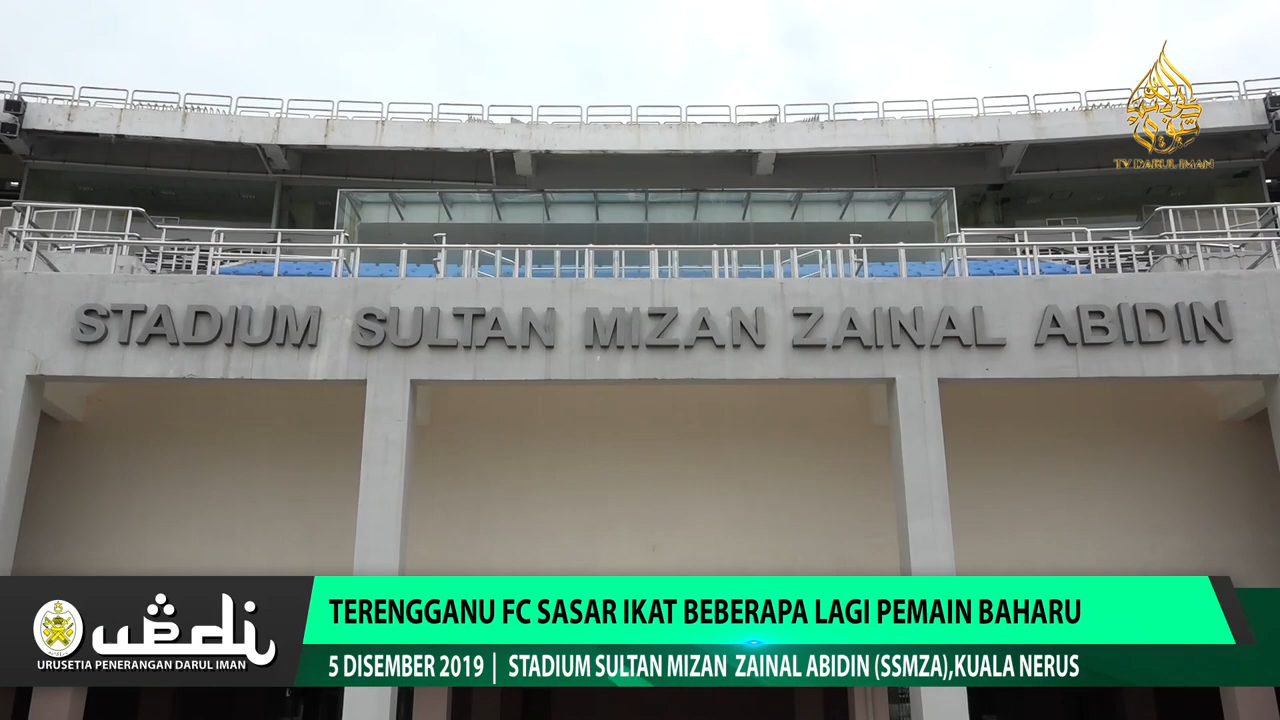 TV DARUL IMAN
STADIUM SULTAN MIZAN ZAINAL ABIDIN
TERENGGANU FC SASAR IKAT BEBERAPA LAGI PEMAIN BAHARU
URUSETIA PENERANGAN DARUL IMAN
5 DISEMBER 2019 | STADIUM SULTAN MIZAN ZAINAL ABIDIN (SSMZA),KUALA NERUS